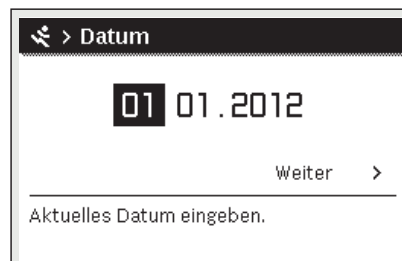 > Datum
01 01.2012
Weiter >
Aktuelles Datum eingeben.